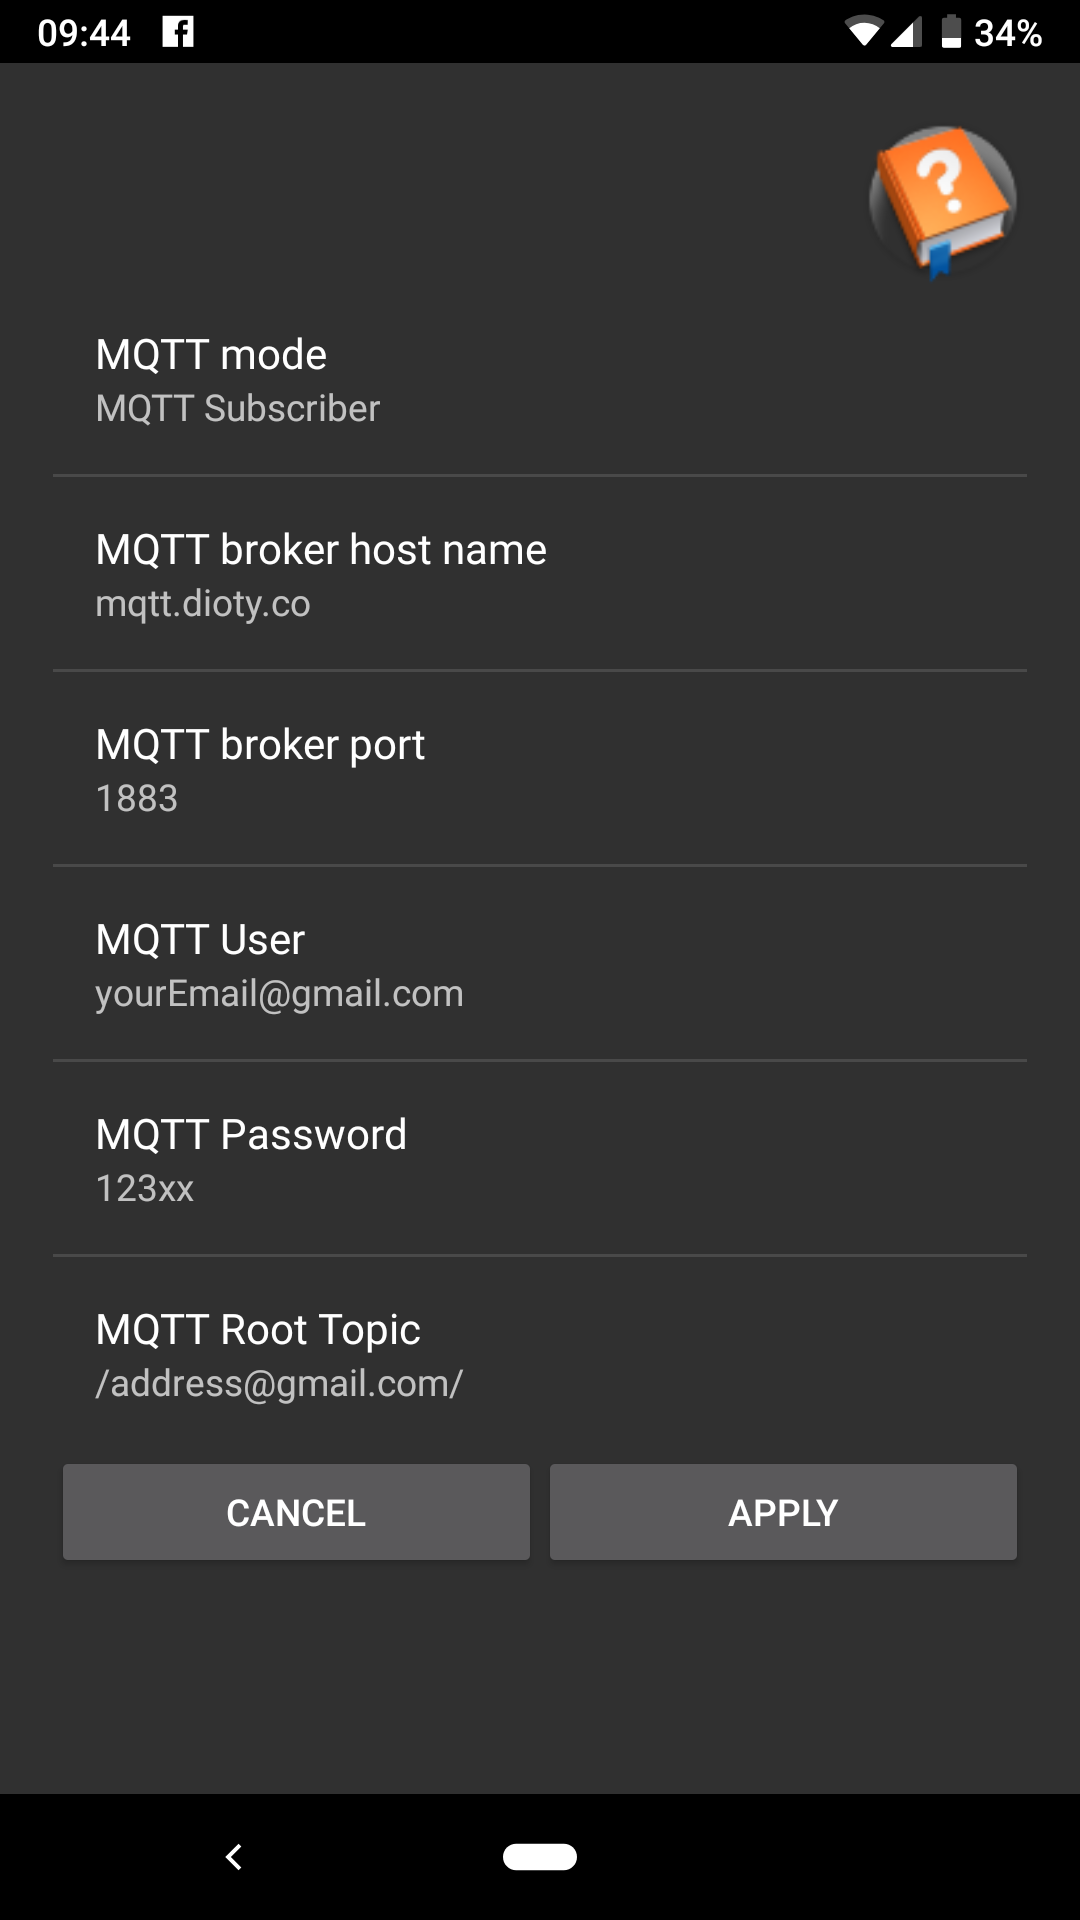 09:44 34%
MQTT mode
MQTT Subscriber
MQTT broker host name
mqtt.dioty.co
MQTT broker port
1883
MQTT User
yourEmail@gmail.com
MQTT Password
123xx
MQTT Root Topic
/address@gmail.com/
CANCEL APPLY